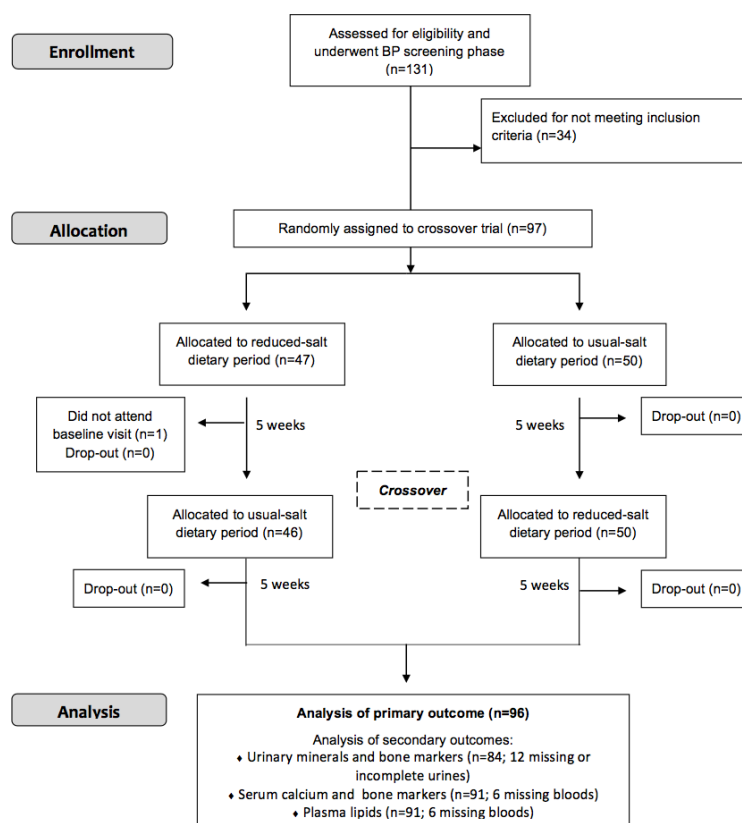 Enrollment
Assessed for eligibility and
underwent BP screening phase
(n=131)
Excluded for not meeting inclusion
criteria (n=34)
Allocation
Randomly assigned to crossover trial (n=97)
Allocated to reduced-salt
dietary period (n=47)
Allocated to usual-salt
dietary period (n=50)
Did not attend
baseline visit (n=1)
Drop-out (n=0)
5 weeks
5 weeks
Drop-out (n=0)
Crossover
Allocated to usual-salt
dietary period (n=46)
Allocated to reduced-salt
dietary period (n=50)
Drop-out (n=0)
5 weeks
5 weeks
Drop-out (n=0)
Analysis
Analysis of primary outcome (n=96)
Analysis of secondary outcomes:
♦ Urinary minerals and bone markers (n=84; 12 missing or
incomplete urines)
♦ Serum calcium and bone markers (n=91; 6 missing bloods)
♦ Plasma lipids (n=91; 6 missing bloods)